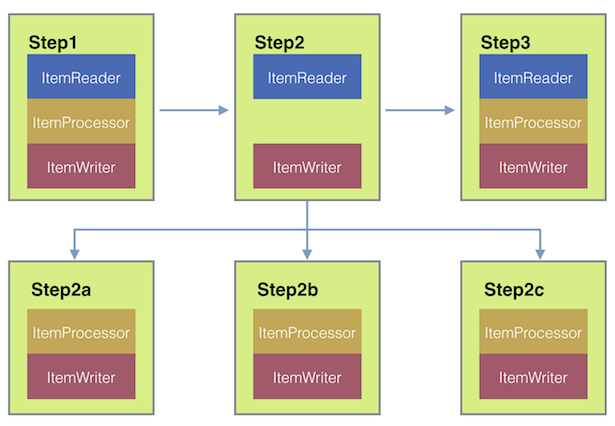 Step1
ItemReader
ItemProcessor
ItemWriter
Step2
ItemReader
ItemWriter
Step3
ItemReader
ItemProcessor
ItemWriter
Step2a
ItemProcessor
ItemWriter
Step2b
ItemProcessor
ItemWriter
Step2c
ItemProcessor
ItemWriter